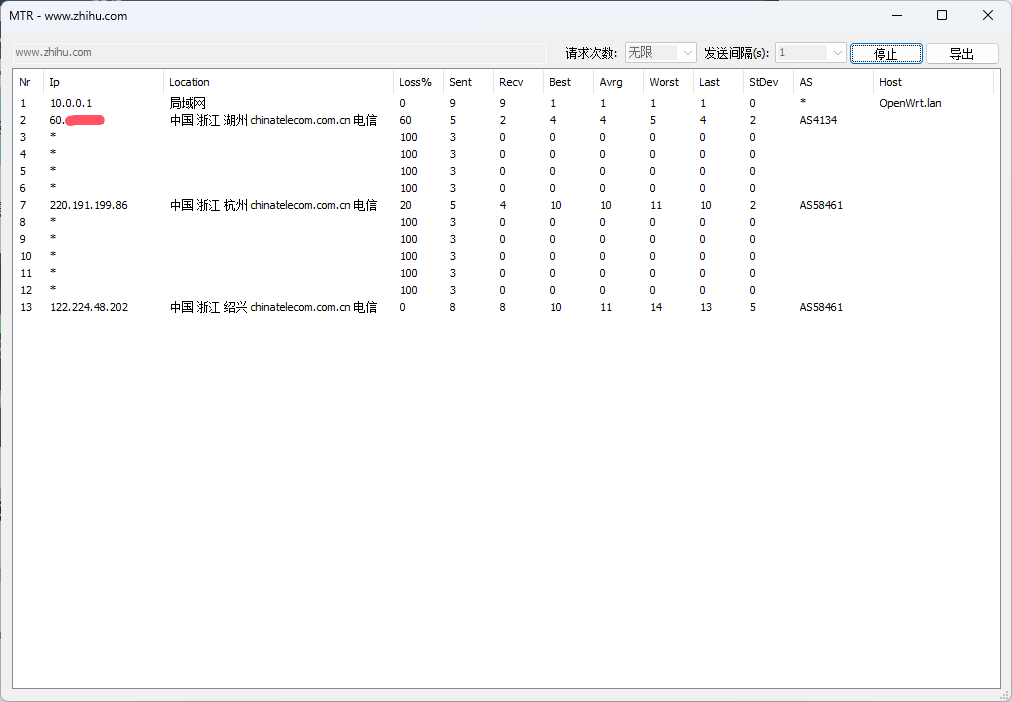 MTR - www.zhihu.com
www.zhihu.com 请求次数: 无限 发送间隔(s): 1 停止 导出
Nr Ip Location Loss% Sent Recv Best Avrg Worst Last StDev AS Host
1 10.0.0.1 局域网 0 9 9 1 1 1 1 0 * OpenWrt.lan
2 60. 中国 浙江 湖州 chinatelecom.com.cn 电信 60 5 2 4 4 5 4 2 AS4134
3 * 100 3 0 0 0 0 0 0
4 * 100 3 0 0 0 0 0 0
5 * 100 3 0 0 0 0 0 0
6 * 100 3 0 0 0 0 0 0
7 220.191.199.86 中国 浙江 杭州 chinatelecom.com.cn 电信 20 5 4 10 10 11 10 2 AS58461
8 * 100 3 0 0 0 0 0 0
9 * 100 3 0 0 0 0 0 0
10 * 100 3 0 0 0 0 0 0
11 * 100 3 0 0 0 0 0 0
12 * 100 3 0 0 0 0 0 0
13 122.224.48.202 中国 浙江 绍兴 chinatelecom.com.cn 电信 0 8 8 10 11 14 13 5 AS58461